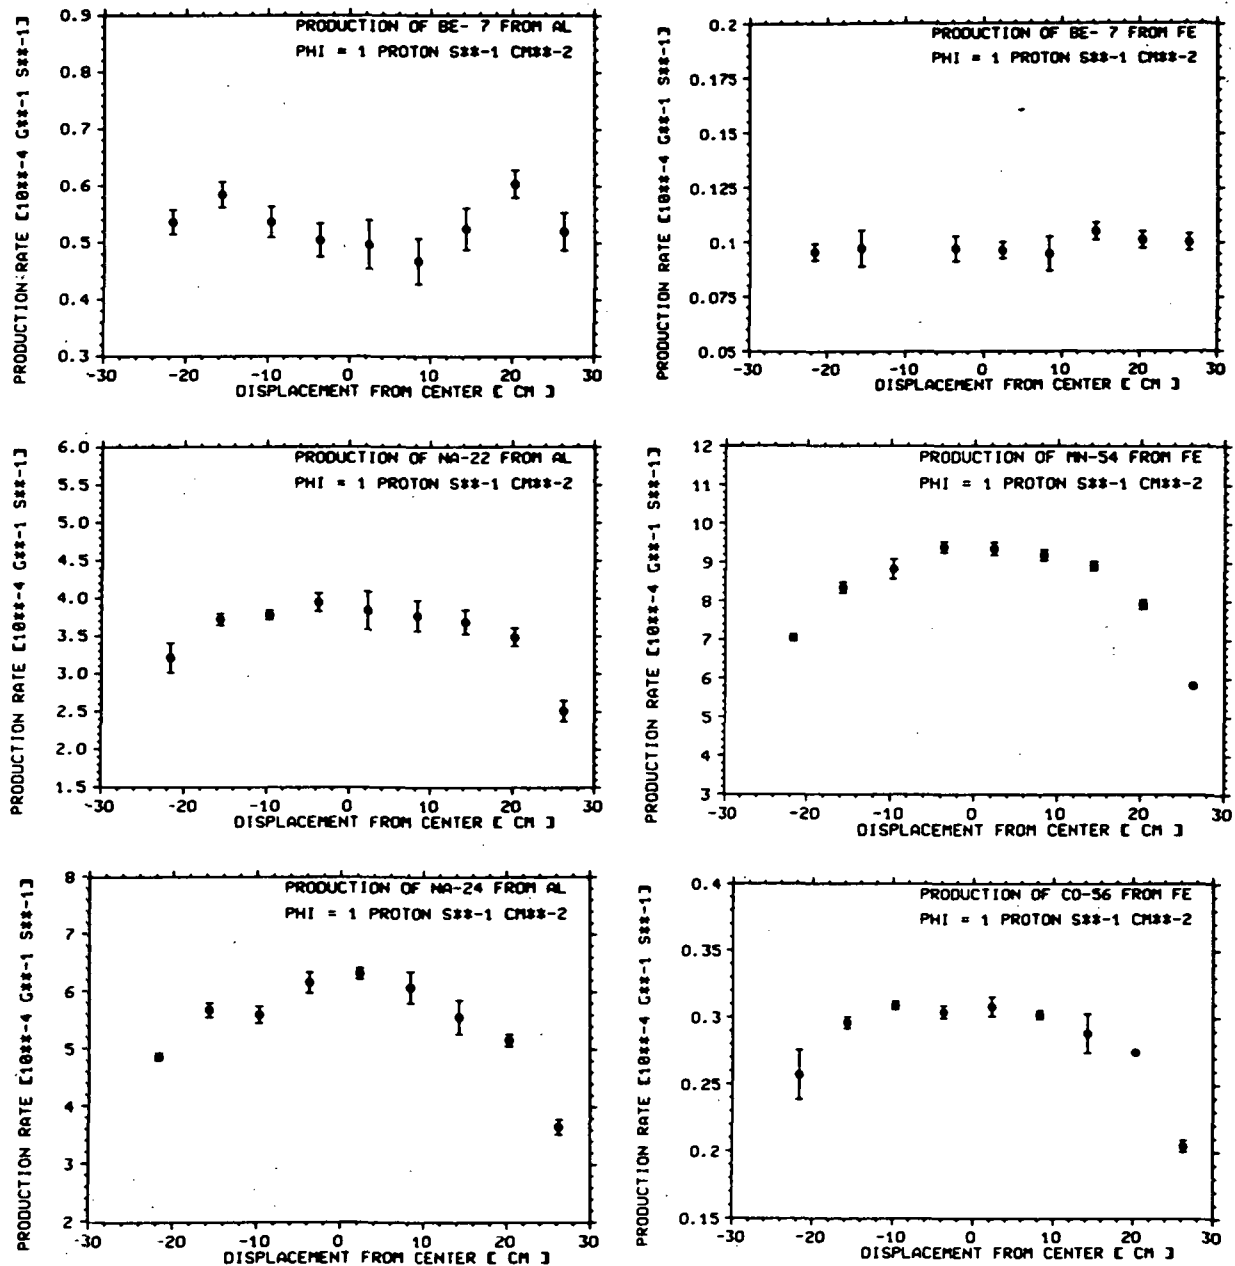 PRODUCTION OF BE- 7 FROM AL
PHI = 1 PROTON S**-1 CM**-2
PRODUCTION RATE [10**-4 G**-1 S**-1]
0.9
0.8
0.7
0.6
0.5
0.4
0.3
-30 -20 -10 0 10 20 30
DISPLACEMENT FROM CENTER [ CM ]
PRODUCTION OF BE- 7 FROM FE
PHI = 1 PROTON S**-1 CM**-2
PRODUCTION RATE [10**-4 G**-1 S**-1]
0.2
0.175
0.15
0.125
0.1
0.075
0.05
-30 -20 -10 0 10 20 30
DISPLACEMENT FROM CENTER [ CM ]
PRODUCTION OF NA-22 FROM AL
PHI = 1 PROTON S**-1 CM**-2
PRODUCTION RATE [10**-4 G**-1 S**-1]
6.0
5.5
5.0
4.5
4.0
3.5
3.0
2.5
2.0
1.5
-30 -20 -10 0 10 20 30
DISPLACEMENT FROM CENTER [ CM ]
PRODUCTION OF MN-54 FROM FE
PHI = 1 PROTON S**-1 CM**-2
PRODUCTION RATE [10**-4 G**-1 S**-1]
12
11
10
9
8
7
6
5
4
3
-30 -20 -10 0 10 20 30
DISPLACEMENT FROM CENTER [ CM ]
PRODUCTION OF NA-24 FROM AL
PHI = 1 PROTON S**-1 CM**-2
PRODUCTION RATE [10**-4 G**-1 S**-1]
8
7
6
5
4
3
2
-30 -20 -10 0 10 20 30
DISPLACEMENT FROM CENTER [ CM ]
PRODUCTION OF CO-56 FROM FE
PHI = 1 PROTON S**-1 CM**-2
PRODUCTION RATE [10**-4 G**-1 S**-1]
0.4
0.35
0.3
0.25
0.2
0.15
-30 -20 -10 0 10 20 30
DISPLACEMENT FROM CENTER [ CM ]